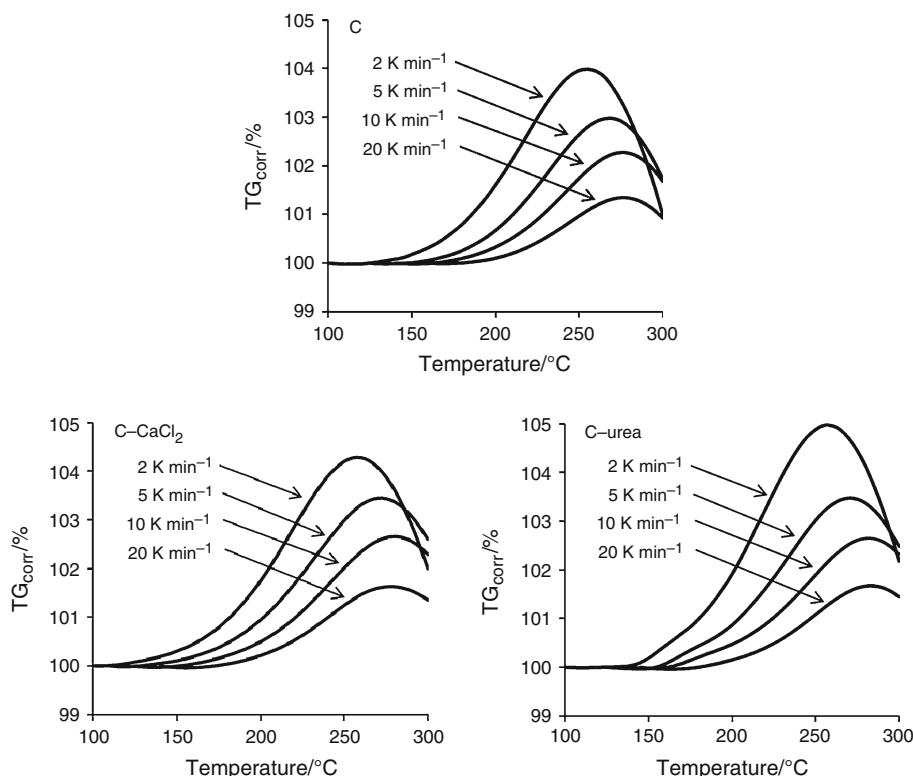 C
2 K min⁻¹
5 K min⁻¹
10 K min⁻¹
20 K min⁻¹
105
104
103
102
101
100
99
TGcorr/%
100 150 200 250 300
Temperature/°C
C–CaCl₂
2 K min⁻¹
5 K min⁻¹
10 K min⁻¹
20 K min⁻¹
105
104
103
102
101
100
99
TGcorr/%
100 150 200 250 300
Temperature/°C
C–urea
2 K min⁻¹
5 K min⁻¹
10 K min⁻¹
20 K min⁻¹
105
104
103
102
101
100
99
TGcorr/%
100 150 200 250 300
Temperature/°C